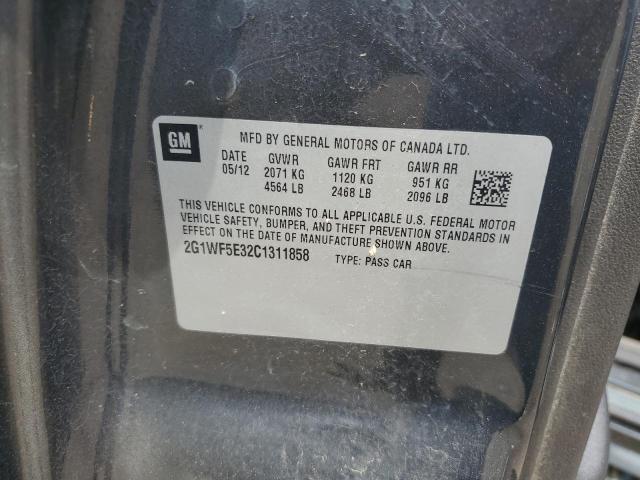 GM
MFD BY GENERAL MOTORS OF CANADA LTD.
DATE GVWR GAWR FRT GAWR RR
05/12 2071 KG 1120 KG 951 KG
4564 LB 2468 LB 2096 LB
THIS VEHICLE CONFORMS TO ALL APPLICABLE U.S. FEDERAL MOTOR
VEHICLE SAFETY, BUMPER, AND THEFT PREVENTION STANDARDS IN
EFFECT ON THE DATE OF MANUFACTURE SHOWN ABOVE.
2G1WF5E32C1311858 TYPE: PASS CAR